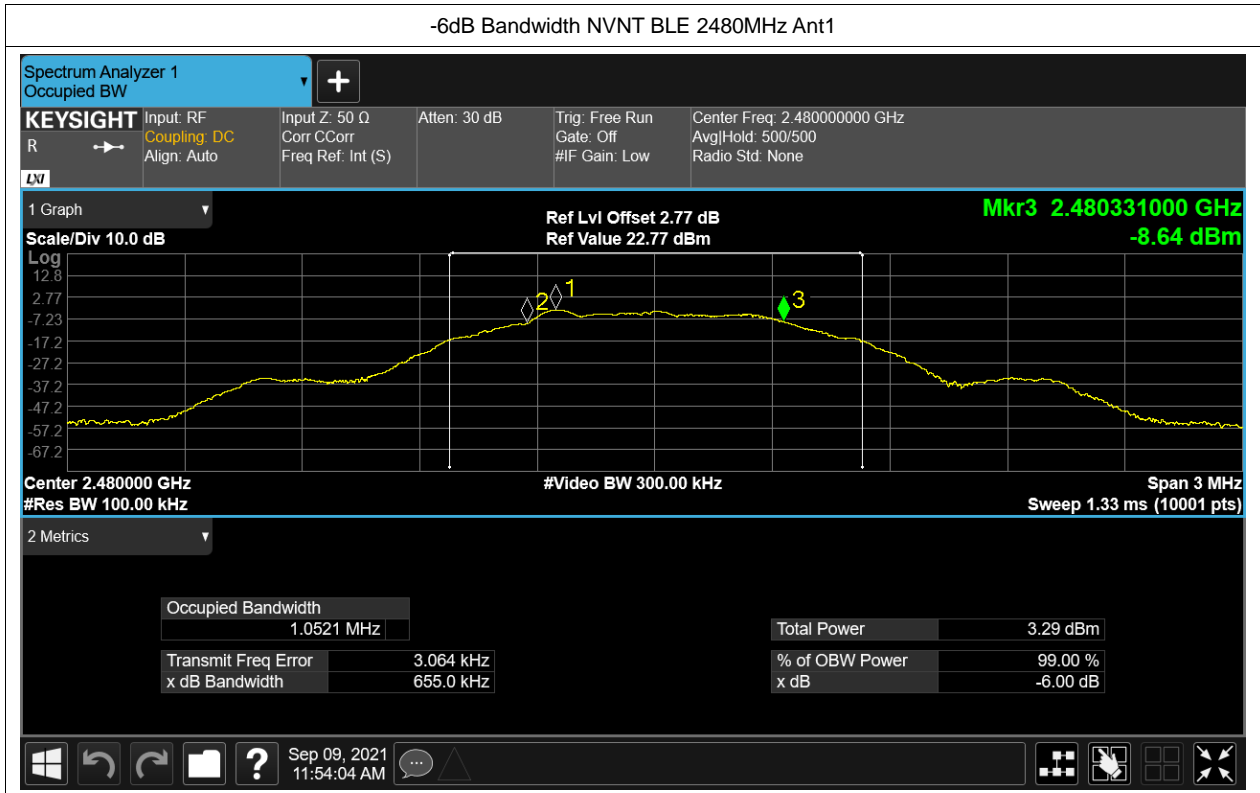 -6dB Bandwidth NVNT BLE 2480MHz Ant1
Spectrum Analyzer 1
Occupied BW
KEYSIGHT
R
LXI
Input: RF
Coupling: DC
Align: Auto
Input Z: 50 Ω
Corr CCorr
Freq Ref: Int (S)
Atten: 30 dB
Trig: Free Run
Gate: Off
#IF Gain: Low
Center Freq: 2.480000000 GHz
Avg|Hold: 500/500
Radio Std: None
1 Graph
Scale/Div 10.0 dB
Ref Lvl Offset 2.77 dB
Ref Value 22.77 dBm
Mkr3 2.480331000 GHz
-8.64 dBm
Log
12.8
2.77
-7.23
-17.2
-27.2
-37.2
-47.2
-57.2
-67.2
2
1
3
Center 2.480000 GHz
#Res BW 100.00 kHz
#Video BW 300.00 kHz
Span 3 MHz
Sweep 1.33 ms (10001 pts)
2 Metrics
Occupied Bandwidth
1.0521 MHz
Total Power 3.29 dBm
Transmit Freq Error 3.064 kHz
% of OBW Power 99.00 %
x dB Bandwidth 655.0 kHz
x dB -6.00 dB
?
Sep 09, 2021
11:54:04 AM